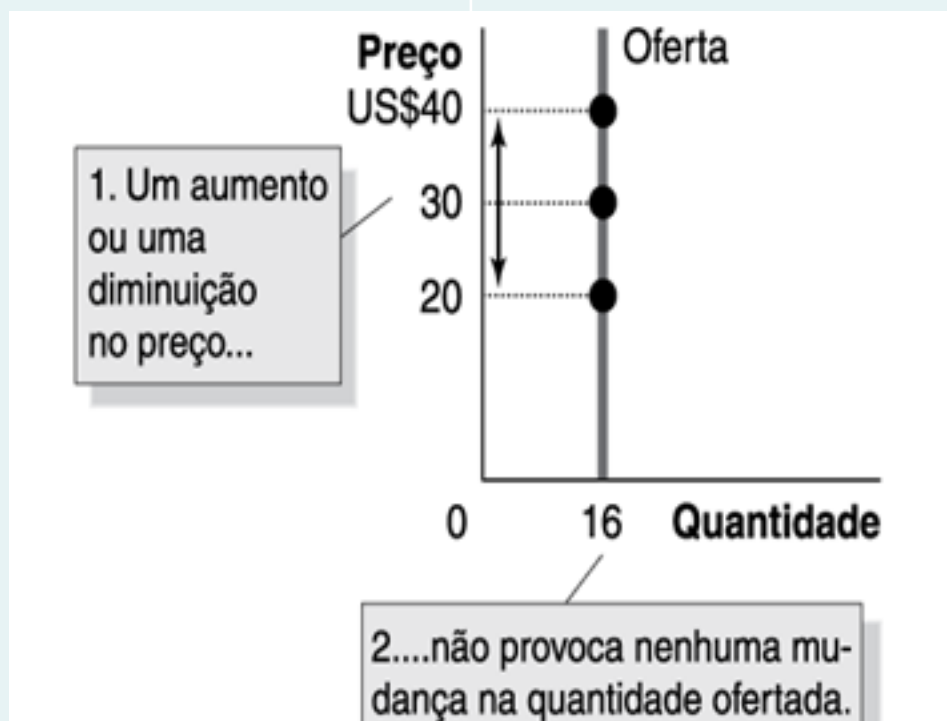 Preço
Oferta
US$40
1. Um aumento
ou uma
diminuição
no preço...
30
20
0
16
Quantidade
2....não provoca nenhuma mu-
dança na quantidade ofertada.